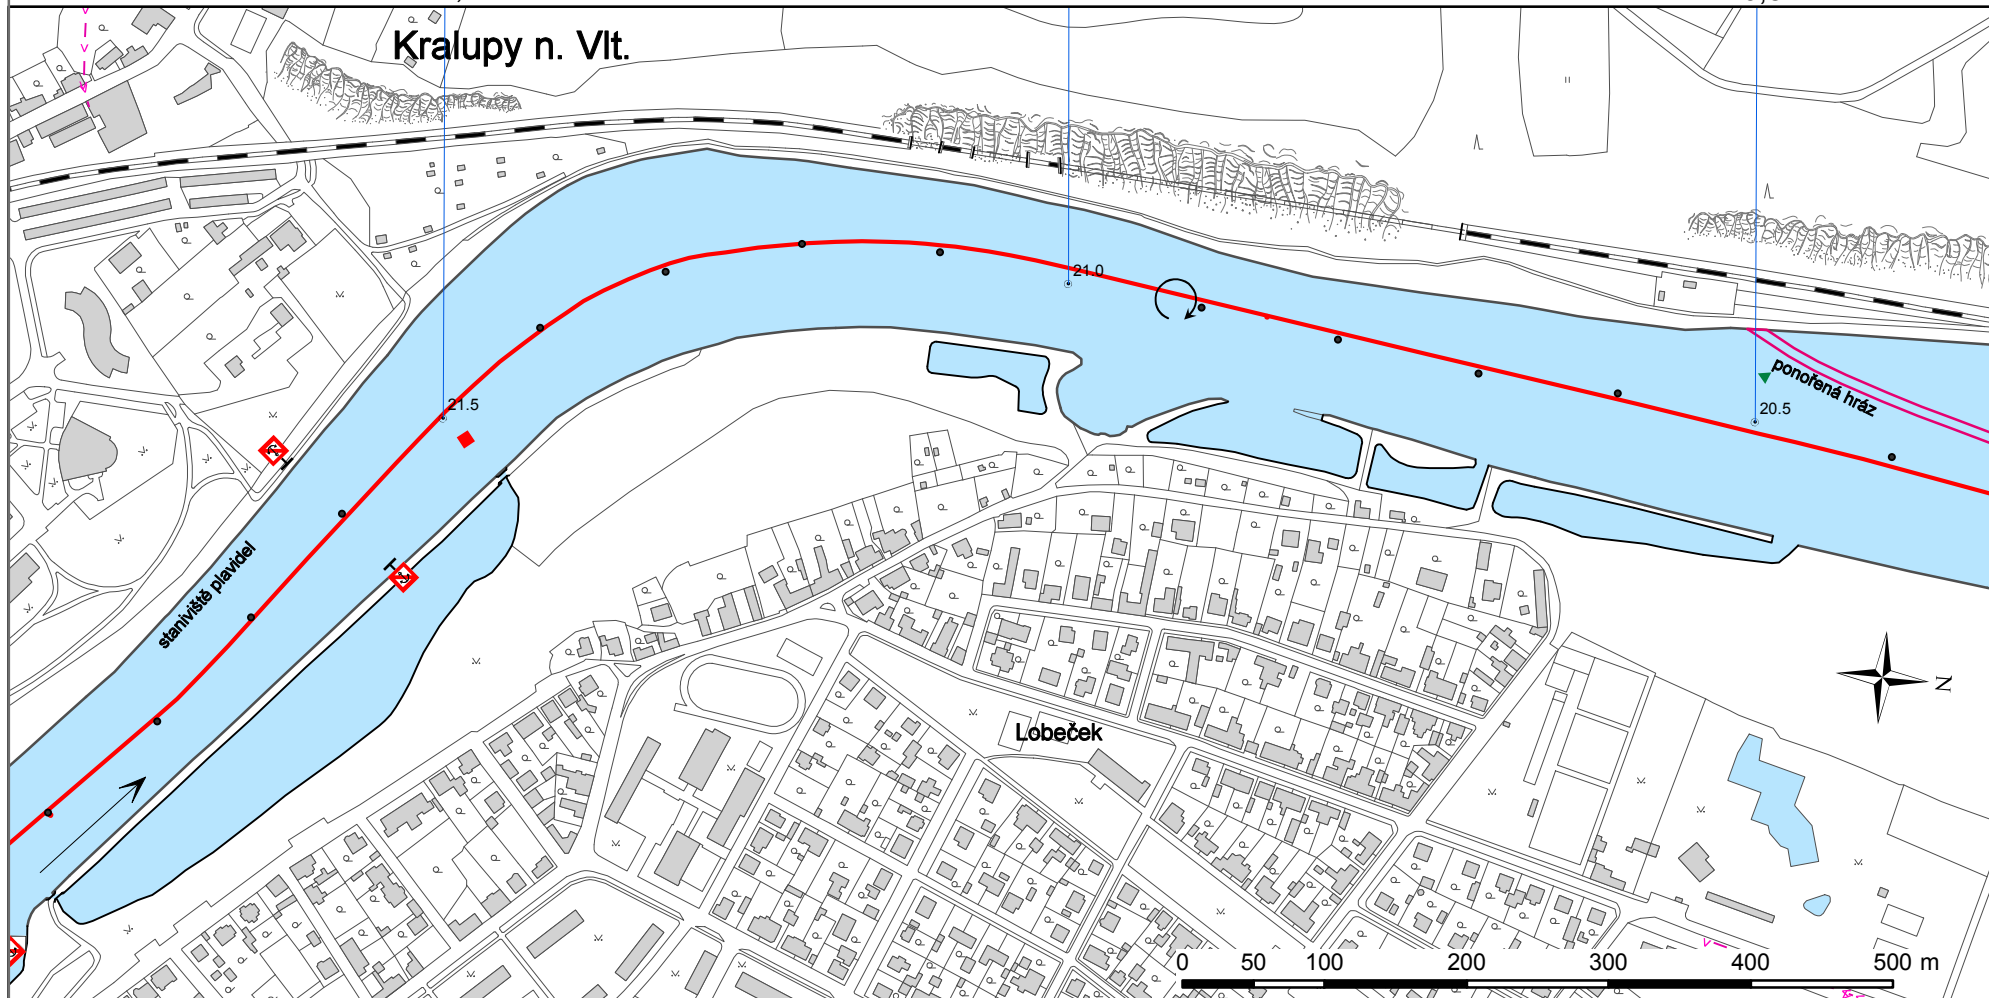 Kralupy n. Vlt.
21.0
21.5
20.5
ponořená hráz
staniviště plavidel
Lobeček
N
0 50 100 200 300 400 500 m